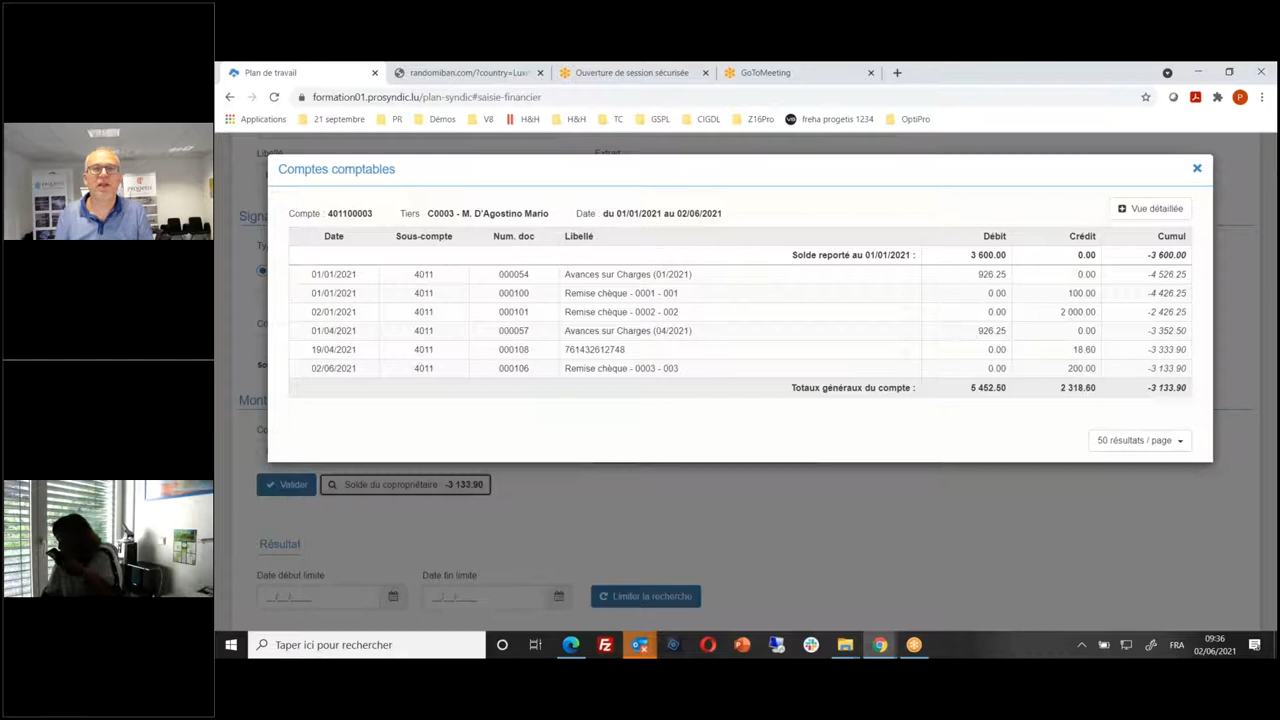 Plan de travail
randomiban.com/?country=Lux
Ouverture de session sécurisée
GoToMeeting
formation01.prosyndic.lu/plan-syndic#saisie-financier
Applications 21 septembre PR Démos V8 H&H H&H TC GSPL CIGDL Z16Pro freha progetis 1234 OptiPro
Libellé Extrait
Comptes comptables
Compte : 401100003 Tiers C0003 - M. D'Agostino Mario Date : du 01/01/2021 au 02/06/2021 Vue détaillée
Date Sous-compte Num. doc Libellé Débit Crédit Cumul
Solde reporté au 01/01/2021 : 3 600.00 0.00 -3 600.00
01/01/2021 4011 000054 Avances sur Charges (01/2021) 926.25 0.00 -4 526.25
01/01/2021 4011 000100 Remise chèque - 0001 - 001 0.00 100.00 -4 426.25
02/01/2021 4011 000101 Remise chèque - 0002 - 002 0.00 2 000.00 -2 426.25
01/04/2021 4011 000057 Avances sur Charges (04/2021) 926.25 0.00 -3 352.50
19/04/2021 4011 000108 761432612748 0.00 18.60 -3 333.90
02/06/2021 4011 000106 Remise chèque - 0003 - 003 0.00 200.00 -3 133.90
Totaux généraux du compte : 5 452.50 2 318.60 -3 133.90
50 résultats / page
Valider Solde du copropriétaire -3 133.90
Résultat
Date début limite Date fin limite
__/__/____ __/__/____ Limiter la recherche
Taper ici pour rechercher
FRA
09:36
02/06/2021